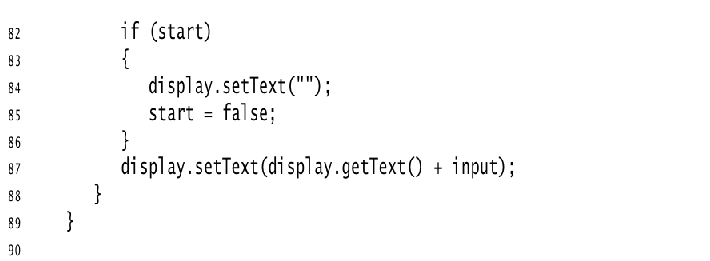 82 if (start)
83 {
84 display.setText("");
85 start = false;
86 }
87 display.setText(display.getText() + input);
88 }
89 }
90